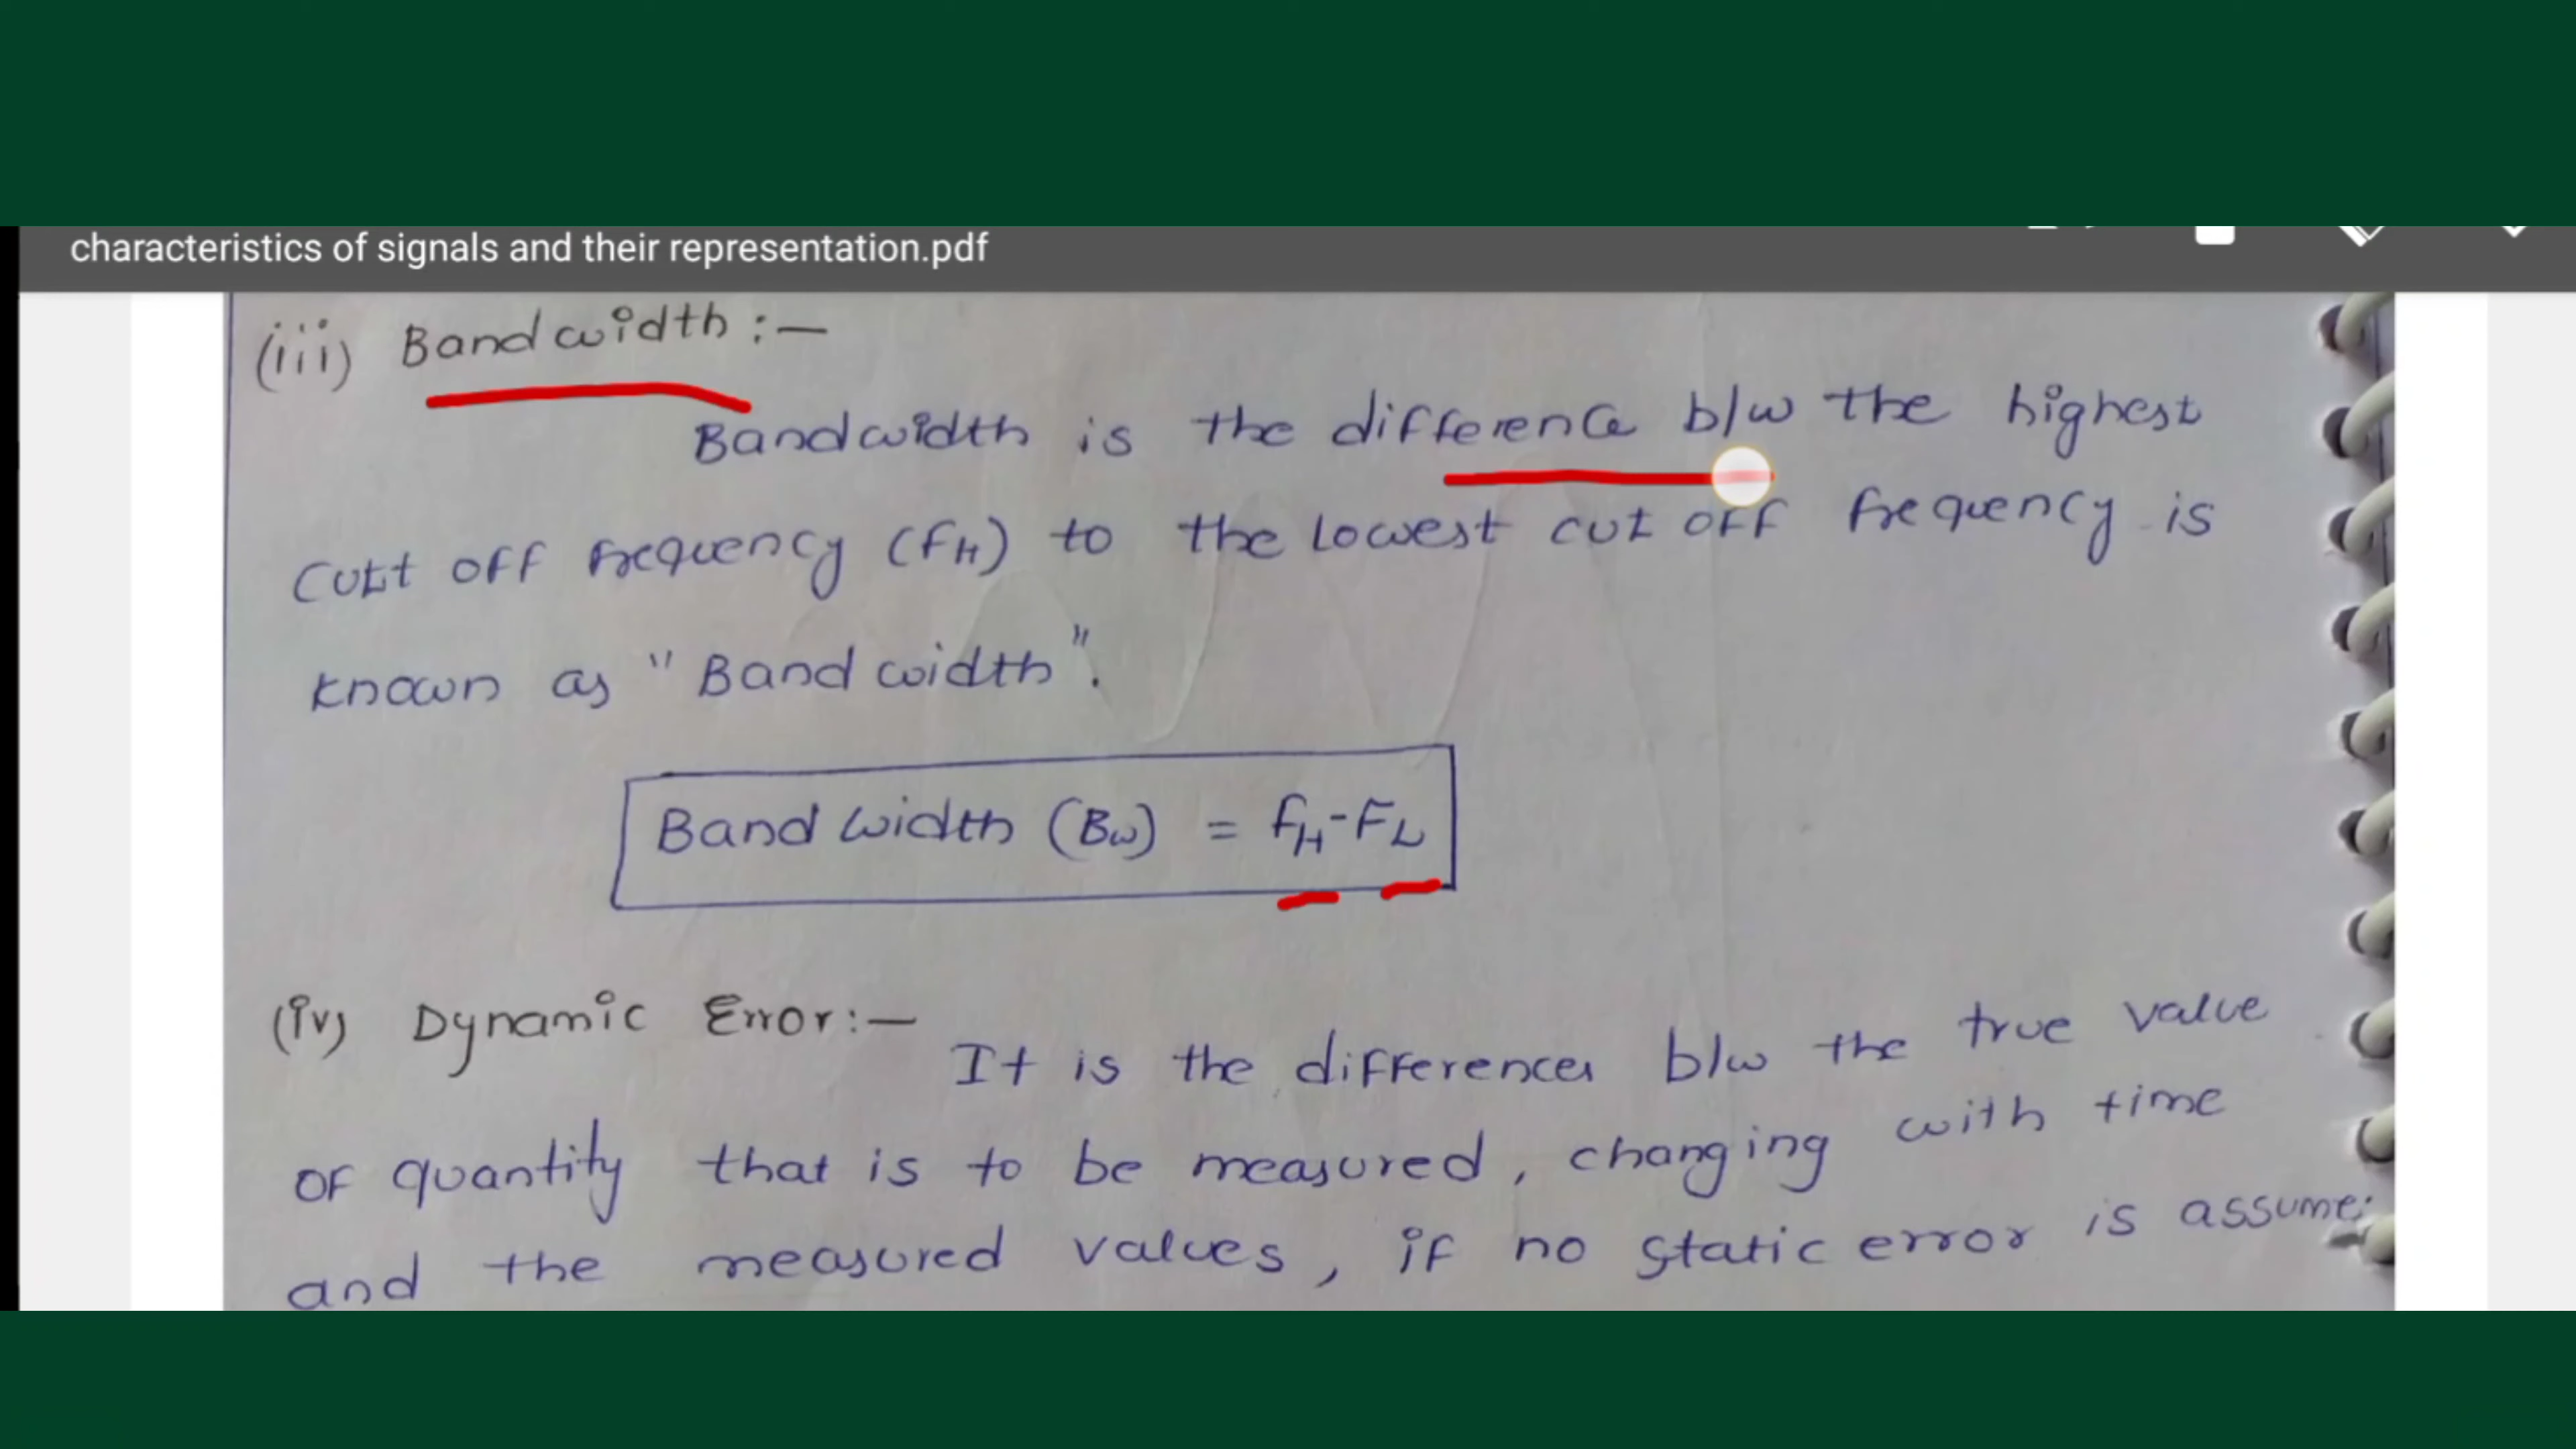 characteristics of signals and their representation.pdf
(iii) Bandwidth :-
Bandwidth is the difference b/w the highest
Cutt off frequency (fH) to the lowest cut off frequency is
known as "Band width".
Band width (Bw) = fH-FL
(iv) Dynamic Error:-
It is the differences b/w the true value
of quantity that is to be measured, changing with time
and the measured values, if no static error is assume